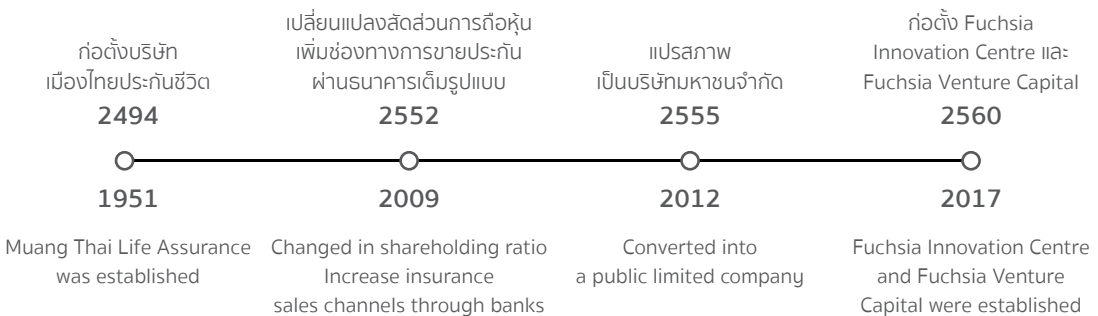 ก่อตั้งบริษัท
เมืองไทยประกันชีวิต
2494
เปลี่ยนแปลงสัดส่วนการถือหุ้น
เพิ่มช่องทางการขายประกัน
ผ่านธนาคารเต็มรูปแบบ
2552
แปรสภาพ
เป็นบริษัทมหาชนจำกัด
2555
ก่อตั้ง Fuchsia
Innovation Centre และ
Fuchsia Venture Capital
2560
1951
Muang Thai Life Assurance
was established
2009
Changed in shareholding ratio
Increase insurance
sales channels through banks
2012
Converted into
a public limited company
2017
Fuchsia Innovation Centre
and Fuchsia Venture
Capital were established